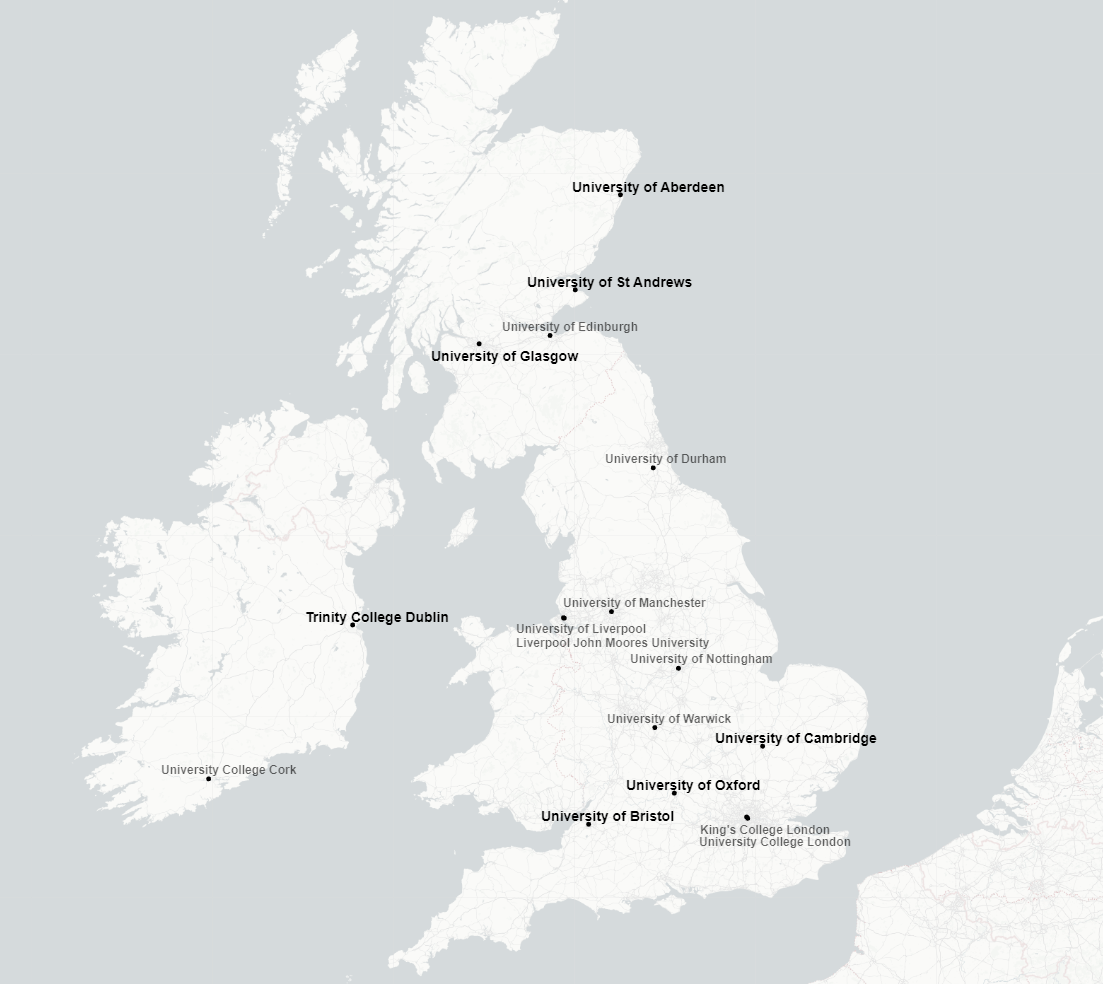 University of Aberdeen
University of St Andrews
University of Edinburgh
University of Glasgow
University of Durham
University of Manchester
Trinity College Dublin
University of Liverpool
Liverpool John Moores University
University of Nottingham
University of Warwick
University of Cambridge
University College Cork
University of Oxford
University of Bristol
King's College London
University College London